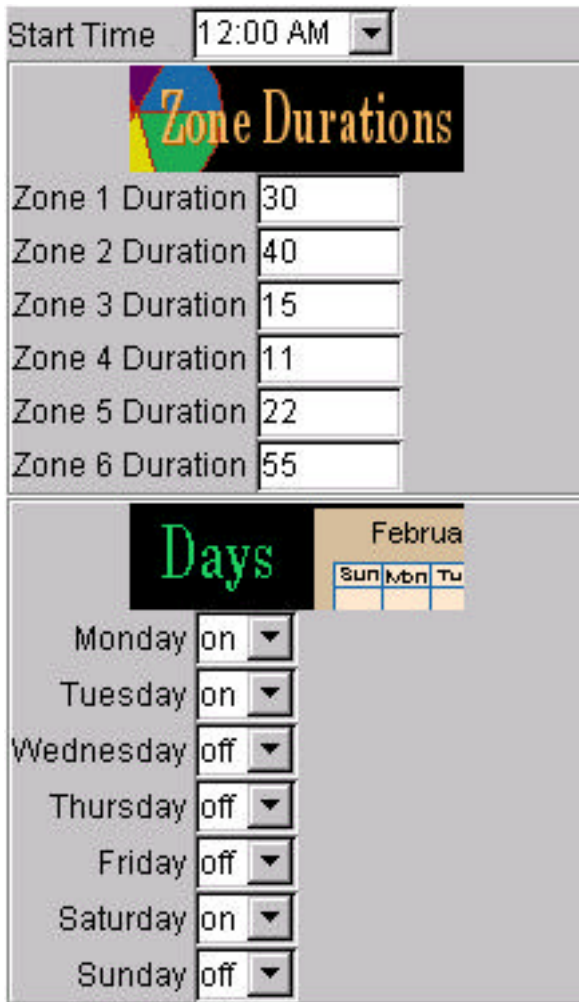 Start Time 12:00 AM
Zone Durations
Zone 1 Duration 30
Zone 2 Duration 40
Zone 3 Duration 15
Zone 4 Duration 11
Zone 5 Duration 22
Zone 6 Duration 55
Days
Februa
Sun Mon Tu
Monday on
Tuesday on
Wednesday off
Thursday off
Friday off
Saturday on
Sunday off